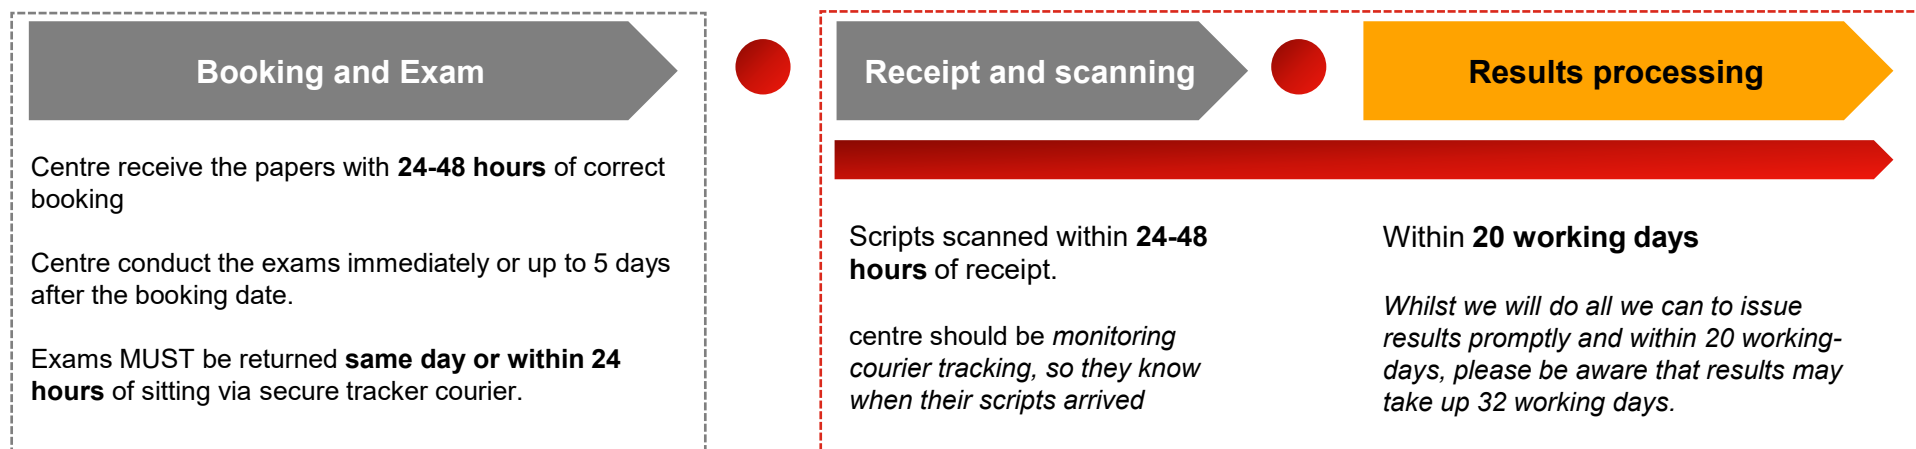 Booking and Exam
Centre receive the papers with 24-48 hours of correct
booking
Centre conduct the exams immediately or up to 5 days
after the booking date.
Exams MUST be returned same day or within 24
hours of sitting via secure tracker courier.
Receipt and scanning
Scripts scanned within 24-48
hours of receipt.
centre should be monitoring
courier tracking, so they know
when their scripts arrived
Results processing
Within 20 working days
Whilst we will do all we can to issue
results promptly and within 20 working-
days, please be aware that results may
take up 32 working days.